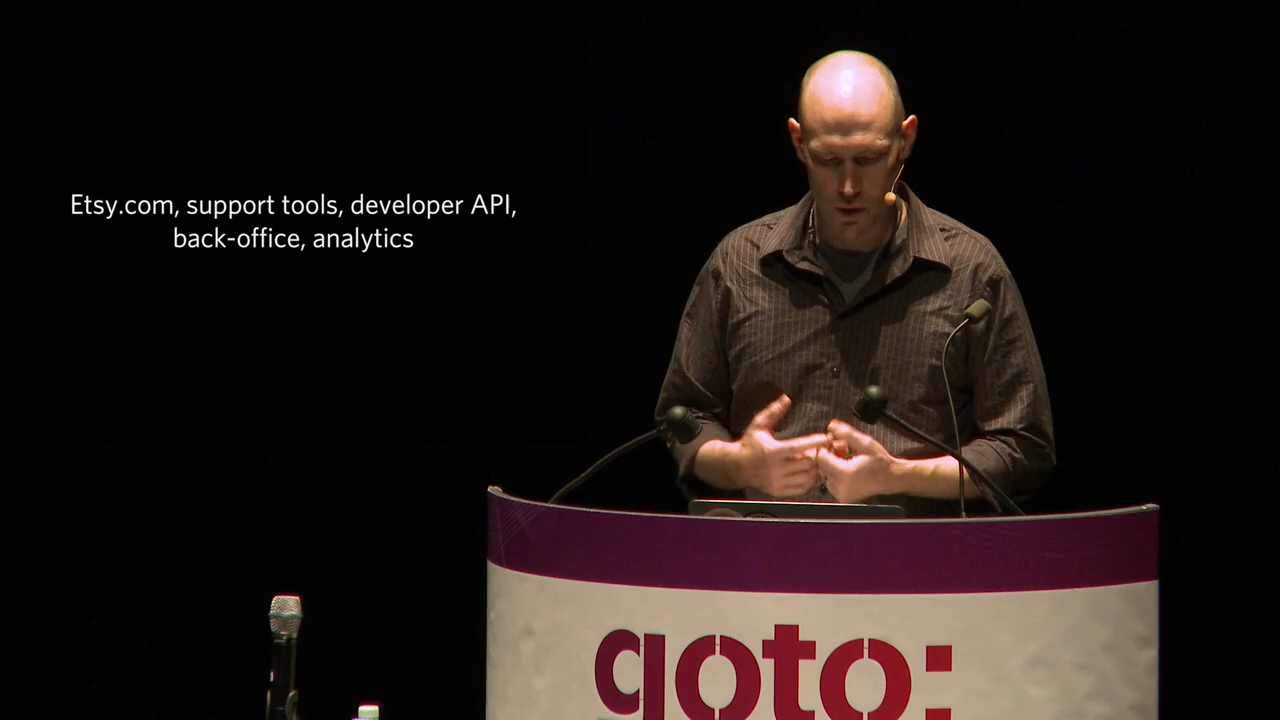 Etsy.com, support tools, developer API,
back-office, analytics
goto: